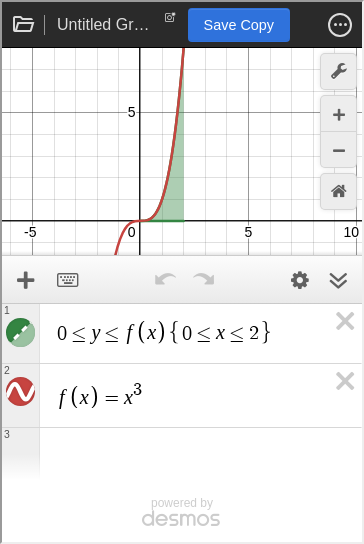 Untitled Gr...
Save Copy
5
-5
0
5
10
1
0 ≤ y ≤ f(x){0 ≤ x ≤ 2}
2
f(x) = x³
3
powered by
desmos